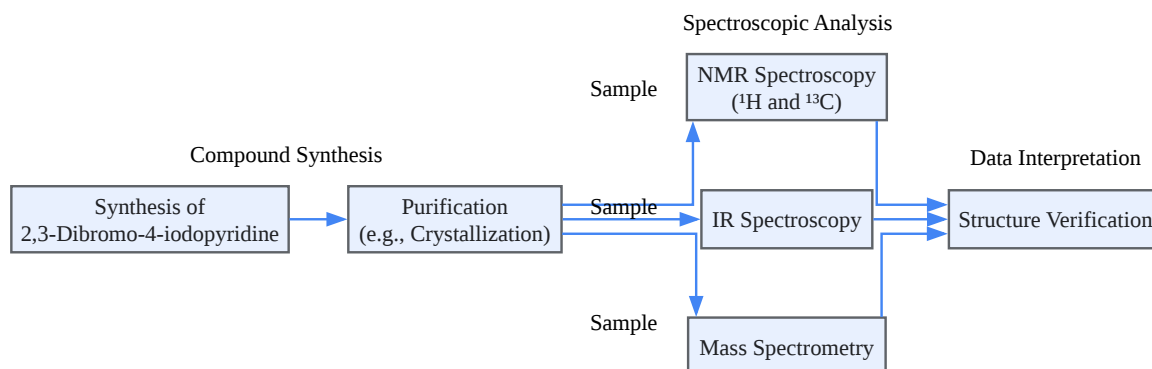 Spectroscopic Analysis
Sample
NMR Spectroscopy
(¹H and ¹³C)
Compound Synthesis
Data Interpretation
Synthesis of
2,3-Dibromo-4-iodopyridine
Purification
(e.g., Crystallization)
Sample
IR Spectroscopy
Structure Verification
Sample
Mass Spectrometry